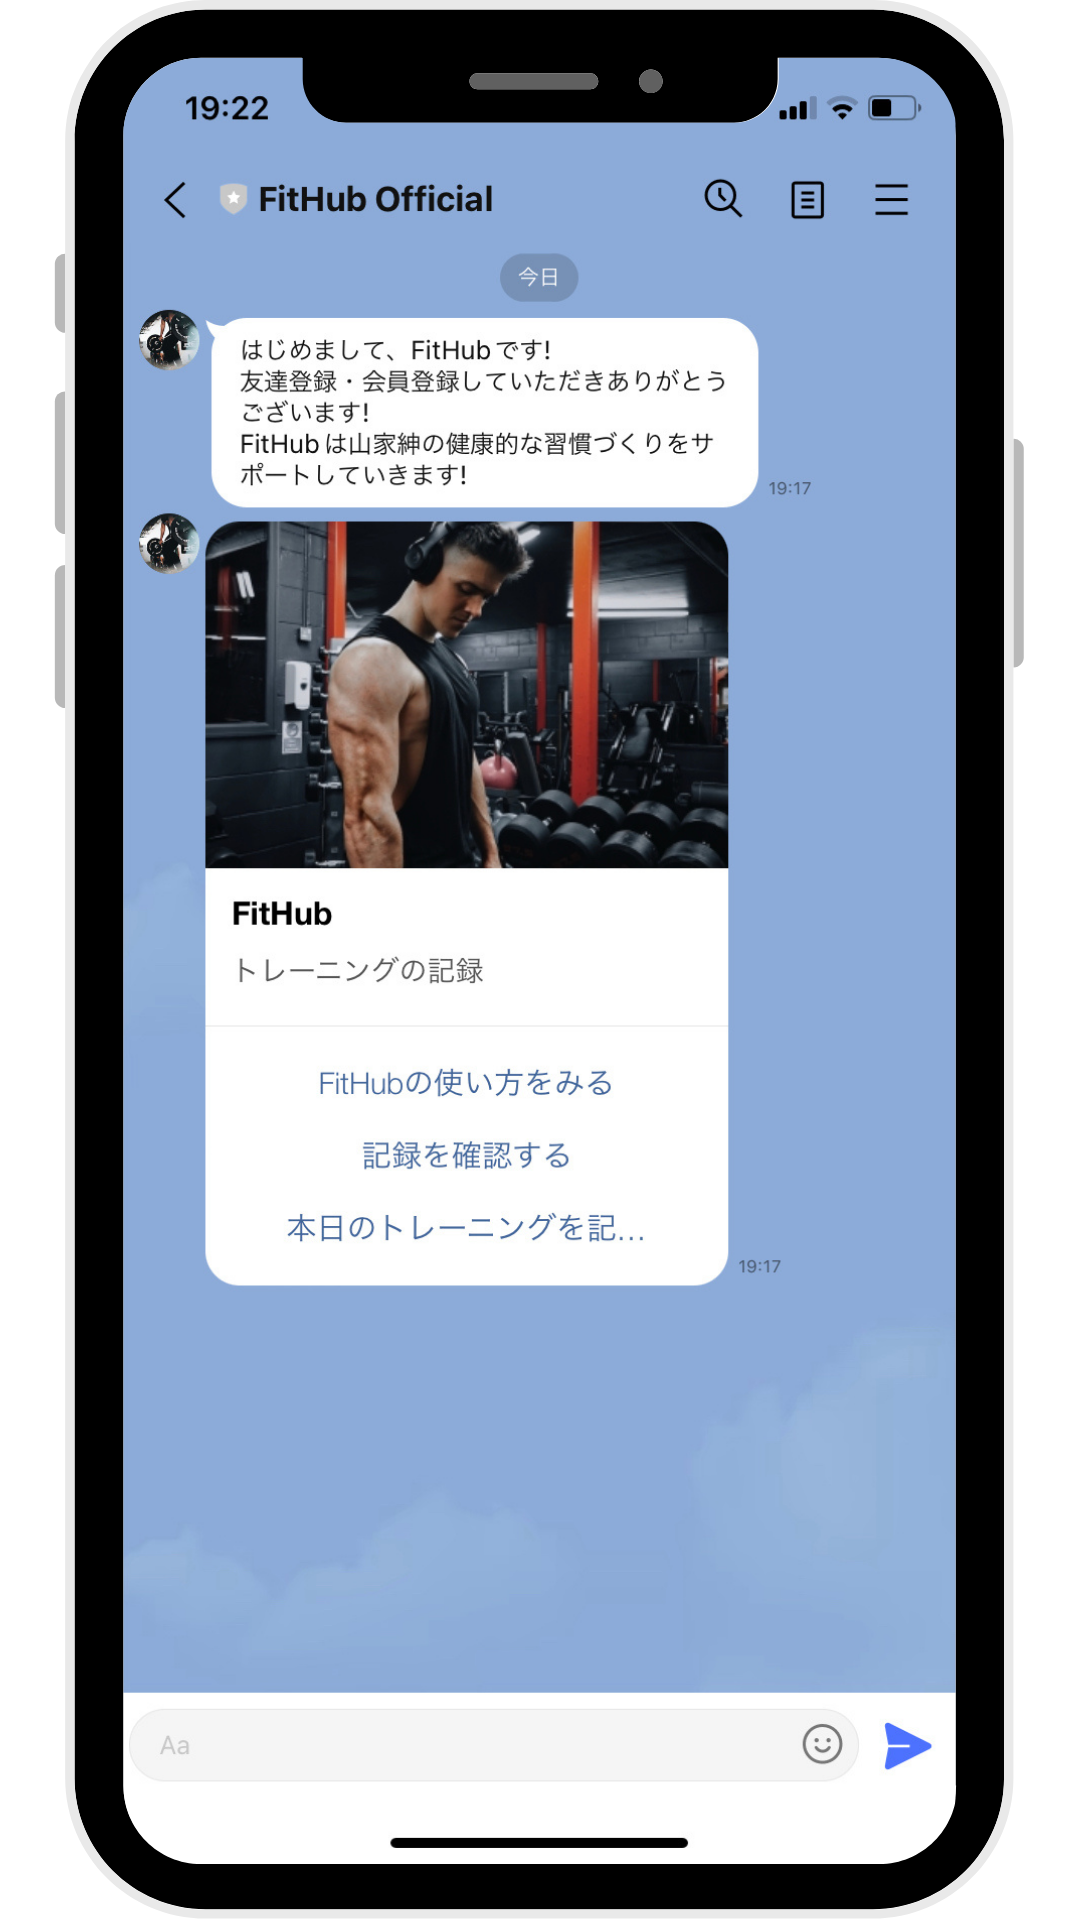 19:22
FitHub Official
今日
はじめまして、FitHubです!
友達登録・会員登録していただきありがとう
ございます!
FitHubは山家紳の健康的な習慣づくりをサ
ポートしていきます!
19:17
FitHub
トレーニングの記録
FitHubの使い方をみる
記録を確認する
本日のトレーニングを記...
19:17
Aa